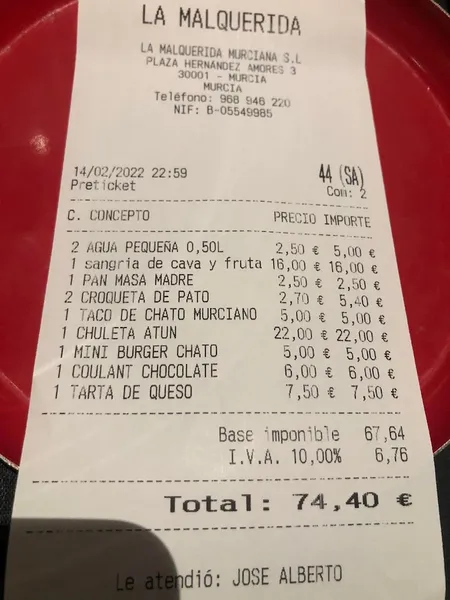 LA MALQUERIDA
LA MALQUERIDA MURCIANA S.L
PLAZA HERNÁNDEZ AMORES 3
30001 - MURCIA
MURCIA
Teléfono: 968 946 220
NIF: B-05549985
14/02/2022 22:59 44 (SA)
Preticket Com: 2
C. CONCEPTO PRECIO IMPORTE
2 AGUA PEQUEÑA 0,50L 2,50 € 5,00 €
1 sangria de cava y fruta 16,00 € 16,00 €
1 PAN MASA MADRE 2,50 € 2,50 €
2 CROQUETA DE PATO 2,70 € 5,40 €
1 TACO DE CHATO MURCIANO 5,00 € 5,00 €
1 CHULETA ATUN 22,00 € 22,00 €
1 MINI BURGER CHATO 5,00 € 5,00 €
1 COULANT CHOCOLATE 6,00 € 6,00 €
1 TARTA DE QUESO 7,50 € 7,50 €
Base imponible 67,64
I.V.A. 10,00% 6,76
Total: 74,40 €
Le atendió: JOSE ALBERTO